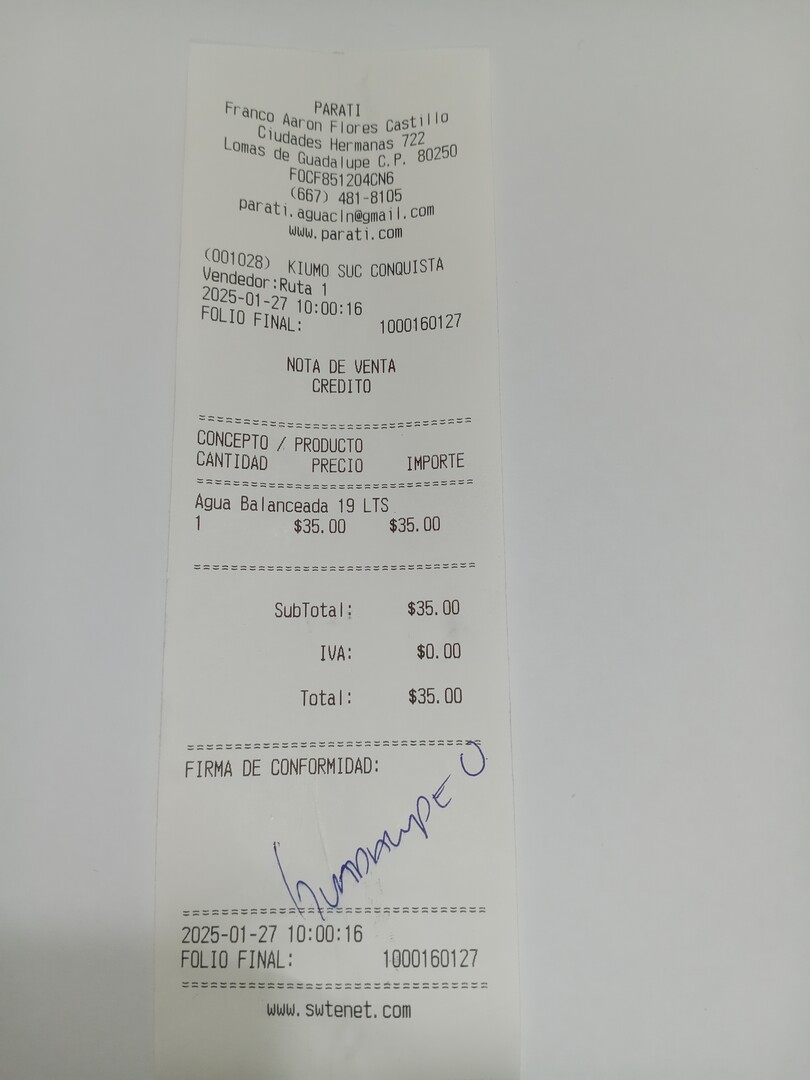 PARATI
Franco Aaron Flores Castillo
Ciudades Hermanas 722
Lomas de Guadalupe C.P. 80250
FOCF851204CN6
(667) 481-8105
parati.aguacln@gmail.com
www.parati.com
(001028) KIUMO SUC CONQUISTA
Vendedor:Ruta 1
2025-01-27 10:00:16
FOLIO FINAL: 1000160127
NOTA DE VENTA
CREDITO
===============================
CONCEPTO / PRODUCTO
CANTIDAD PRECIO IMPORTE
===============================
Agua Balanceada 19 LTS
1 $35.00 $35.00
===============================
SubTotal: $35.00
IVA: $0.00
Total: $35.00
===============================
FIRMA DE CONFORMIDAD:
===============================
2025-01-27 10:00:16
FOLIO FINAL: 1000160127
===============================
www.swtenet.com